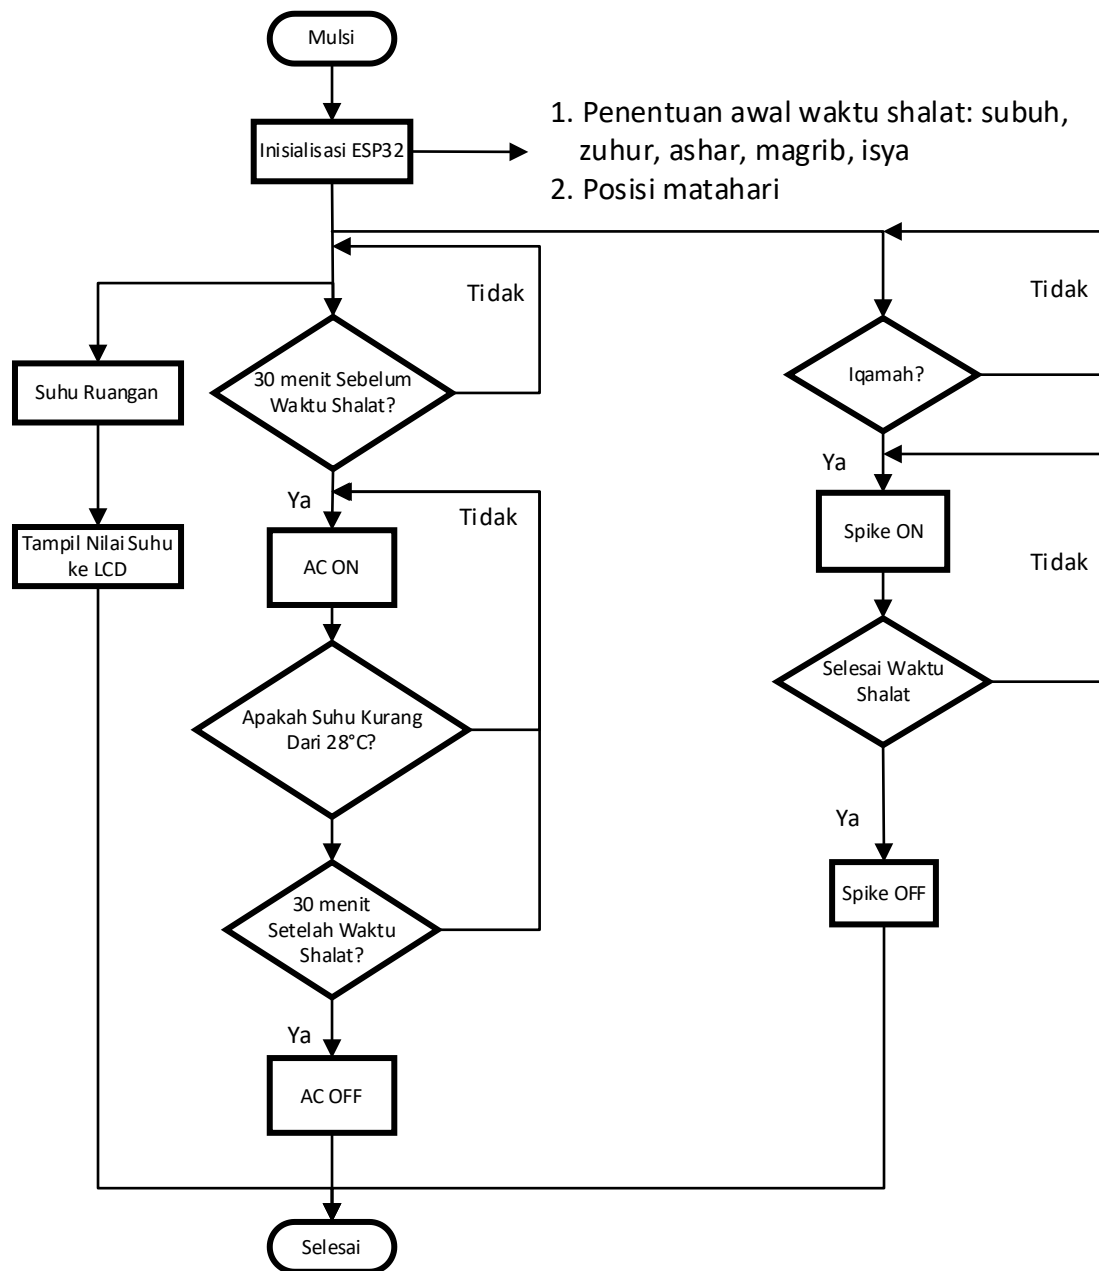 Mulsi
Inisialisasi ESP32
1. Penentuan awal waktu shalat: subuh,
zuhur, ashar, magrib, isya
2. Posisi matahari
Tidak
Tidak
Suhu Ruangan
30 menit Sebelum
Waktu Shalat?
Iqamah?
Ya
Ya
Tidak
Tampil Nilai Suhu
ke LCD
AC ON
Spike ON
Tidak
Apakah Suhu Kurang
Dari 28°C?
Selesai Waktu
Shalat
Ya
30 menit
Setelah Waktu
Shalat?
Spike OFF
Ya
AC OFF
Selesai